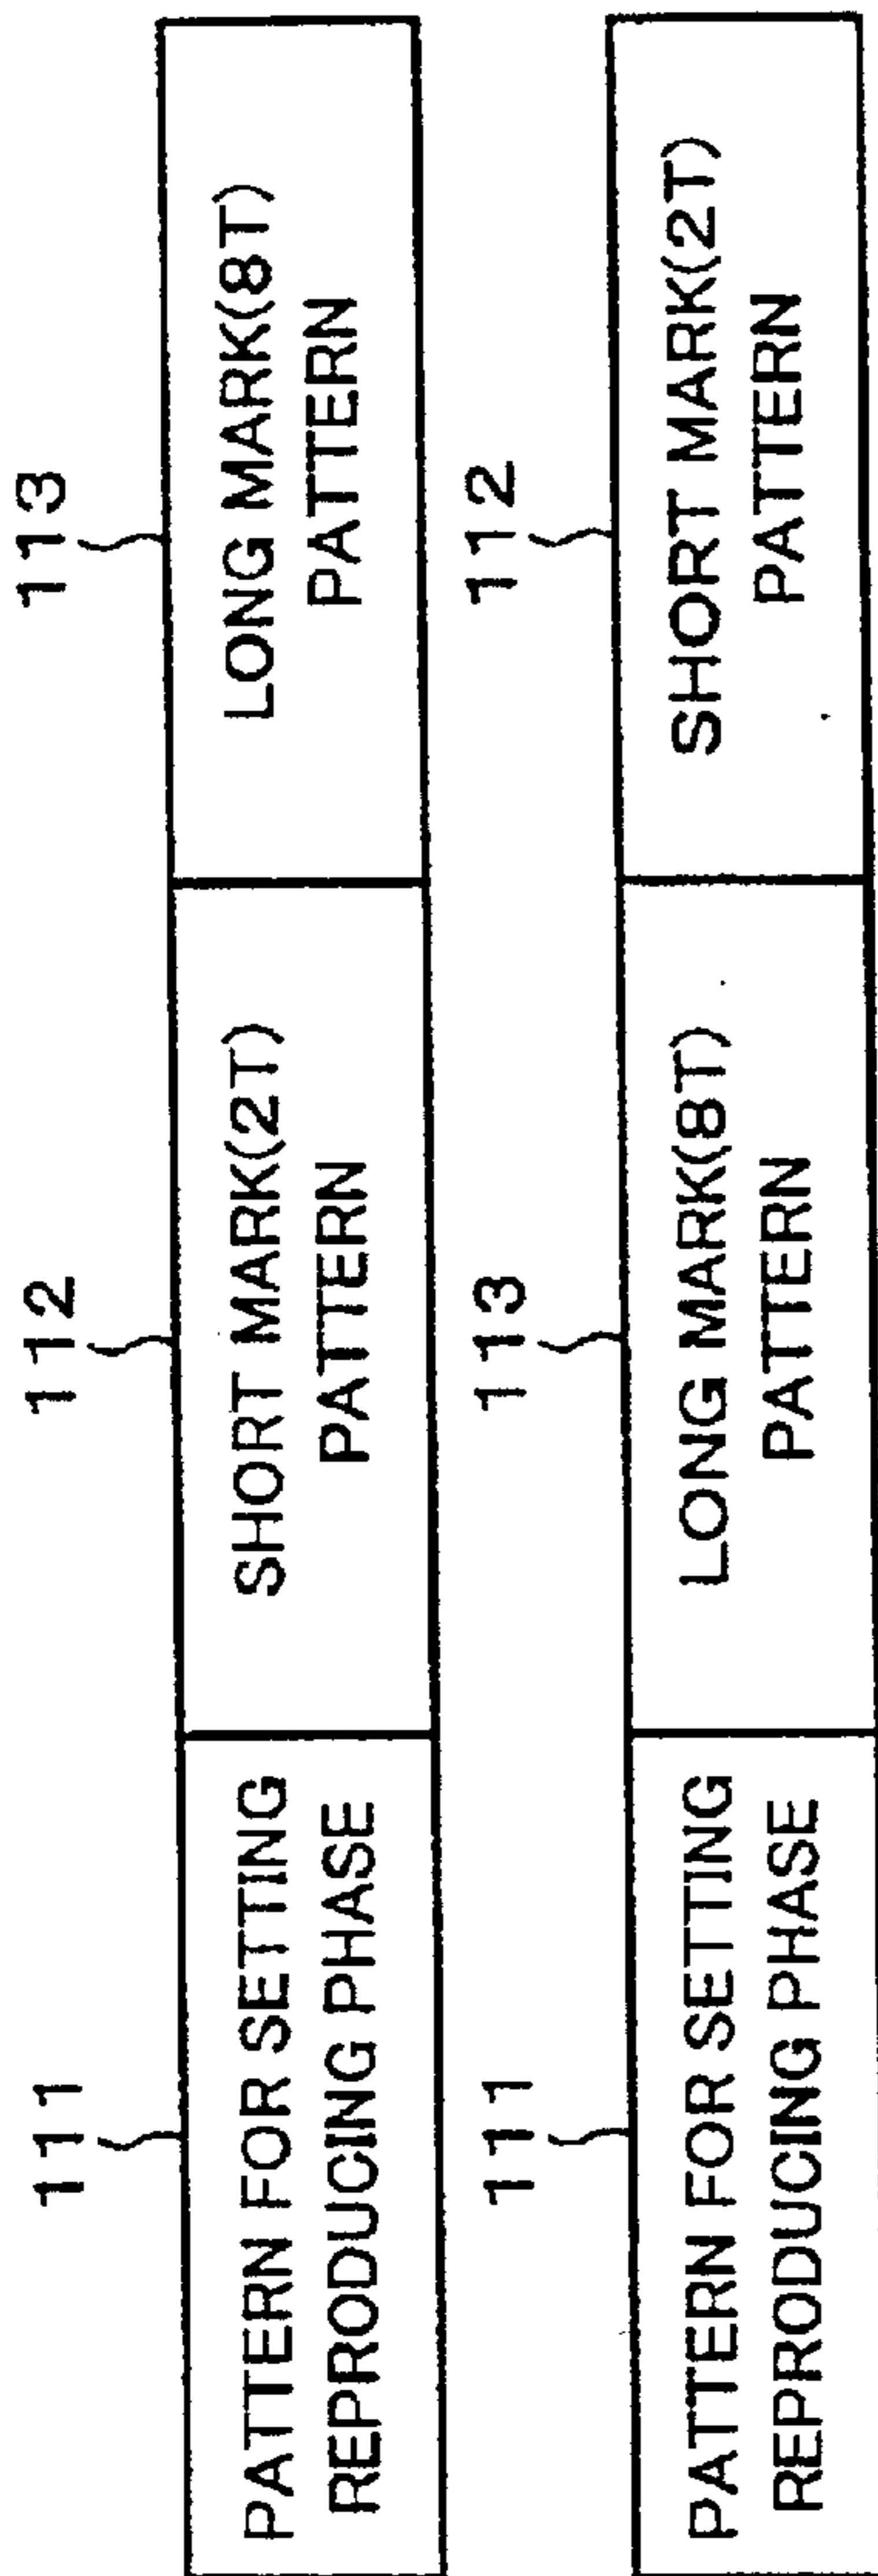 111
112
113
PATTERN FOR SETTING
REPRODUCING PHASE
SHORT MARK(2T)
PATTERN
LONG MARK(8T)
PATTERN
111
113
112
PATTERN FOR SETTING
REPRODUCING PHASE
LONG MARK(8T)
PATTERN
SHORT MARK(2T)
PATTERN